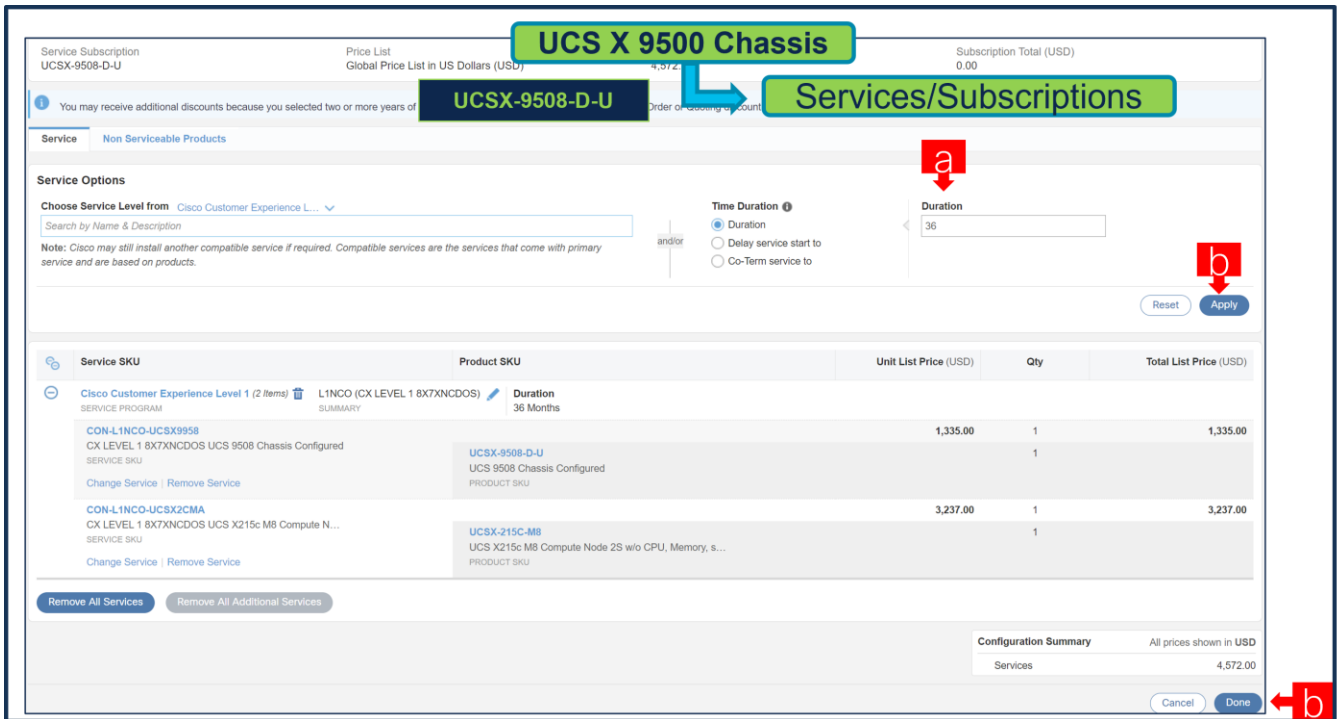 UCS X 9500 Chassis
Service Subscription
UCSX-9508-D-U
Price List
Global Price List in US Dollars (USD)
4,572.
Subscription Total (USD)
0.00
UCSX-9508-D-U
Services/Subscriptions
You may receive additional discounts because you selected two or more years of
Order or
Service
Non Serviceable Products
a
Service Options
Choose Service Level from Cisco Customer Experience L...
Search by Name & Description
Note: Cisco may still install another compatible service if required. Compatible services are the services that come with primary
service and are based on products.
and/or
Time Duration
Duration
Delay service start to
Co-Term service to
Duration
36
b
Reset
Apply
Service SKU
Product SKU
Unit List Price (USD)
Qty
Total List Price (USD)
Cisco Customer Experience Level 1 (2 Items)
SERVICE PROGRAM
L1NCO (CX LEVEL 1 8X7XNCDOS)
SUMMARY
Duration
36 Months
CON-L1NCO-UCSX9958
1,335.00
1
1,335.00
CX LEVEL 1 8X7XNCDOS UCS 9508 Chassis Configured
SERVICE SKU
UCSX-9508-D-U
1
UCS 9508 Chassis Configured
PRODUCT SKU
Change Service | Remove Service
CON-L1NCO-UCSX2CMA
3,237.00
1
3,237.00
CX LEVEL 1 8X7XNCDOS UCS X215c M8 Compute N...
SERVICE SKU
UCSX-215C-M8
1
UCS X215c M8 Compute Node 2S w/o CPU, Memory, s...
PRODUCT SKU
Change Service | Remove Service
Remove All Services
Remove All Additional Services
Configuration Summary
All prices shown in USD
Services
4,572.00
Cancel
Done
b